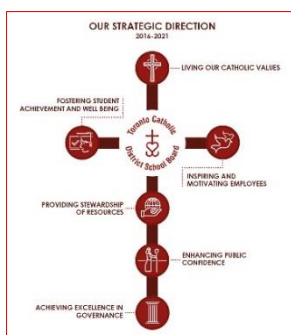 OUR STRATEGIC DIRECTION
2016-2021
LIVING OUR CATHOLIC VALUES
FOSTERING STUDENT
ACHIEVEMENT AND WELL BEING
Toronto Catholic
District School Board
INSPIRING AND
MOTIVATING EMPLOYEES
PROVIDING STEWARDSHIP
OF RESOURCES
ENHANCING PUBLIC
CONFIDENCE
ACHIEVING EXCELLENCE IN
GOVERNANCE